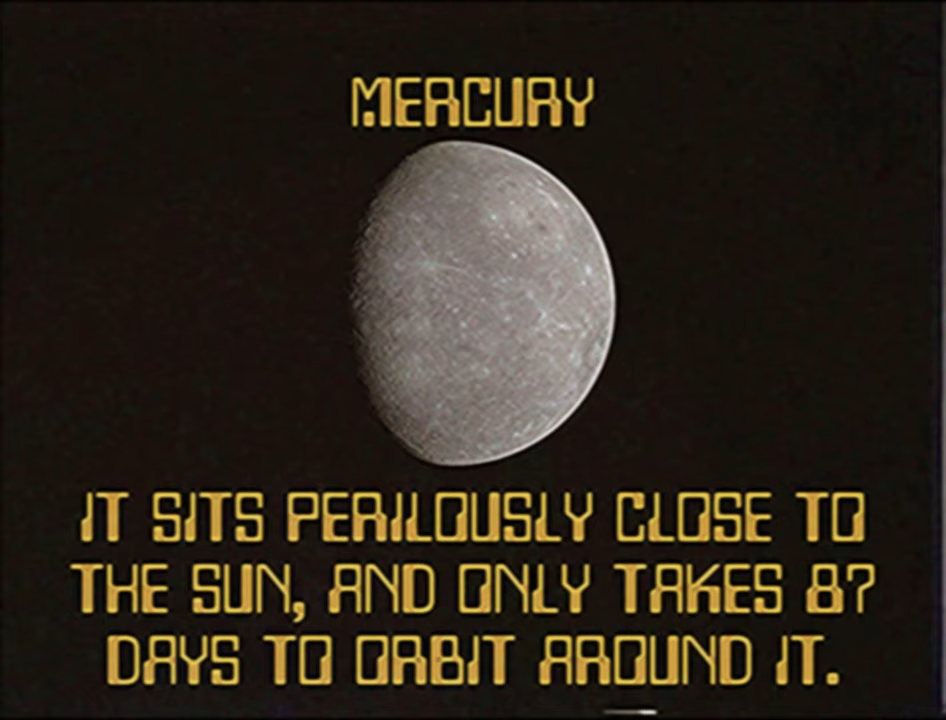 MERCURY
IT SITS PERILOUSLY CLOSE TO
THE SUN, AND ONLY TAKES 87
DAYS TO ORBIT AROUND IT.